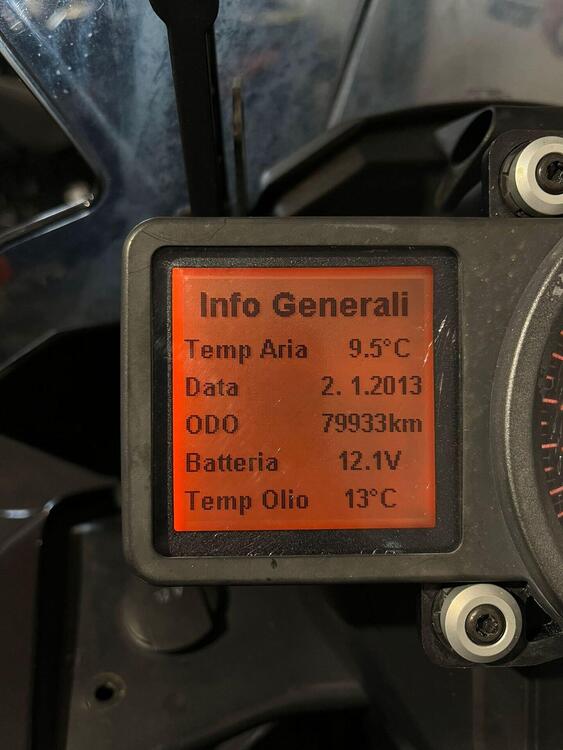 Info Generali
Temp Aria 9.5°C
Data 2. 1.2013
ODO 79933km
Batteria 12.1V
Temp Olio 13°C